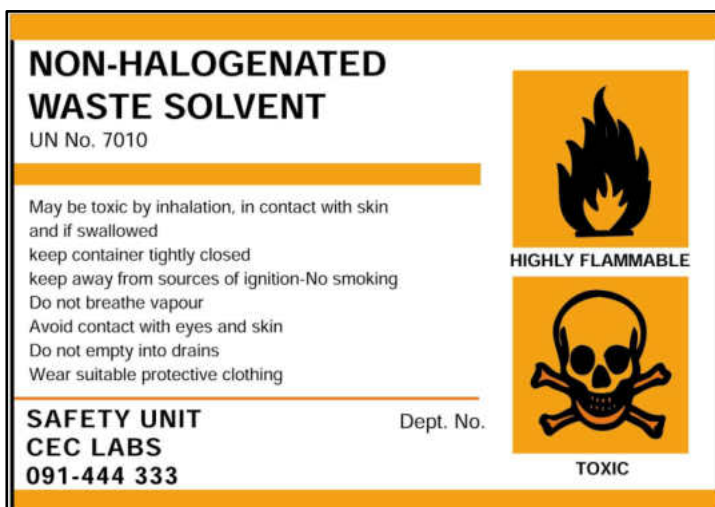 NON-HALOGENATED
WASTE SOLVENT
UN No. 7010
May be toxic by inhalation, in contact with skin
and if swallowed
keep container tightly closed
keep away from sources of ignition-No smoking
Do not breathe vapour
Avoid contact with eyes and skin
Do not empty into drains
Wear suitable protective clothing
SAFETY UNIT
CEC LABS
091-444 333
Dept. No.
HIGHLY FLAMMABLE
TOXIC